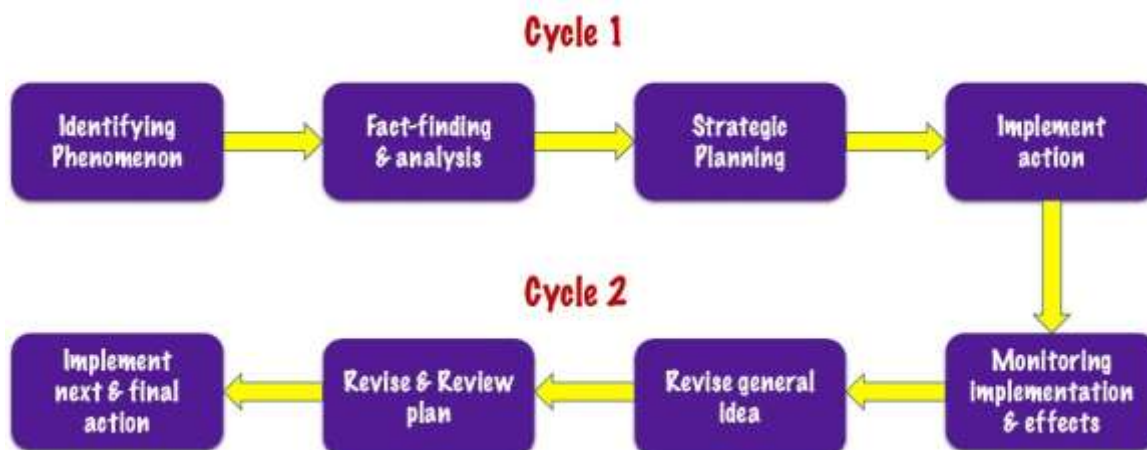 Cycle 1
Identifying
Phenomenon
Fact-finding
& analysis
Strategic
Planning
Implement
action
Cycle 2
Implement
next & final
action
Revise & Review
plan
Revise general
idea
Monitoring
implementation
& effects